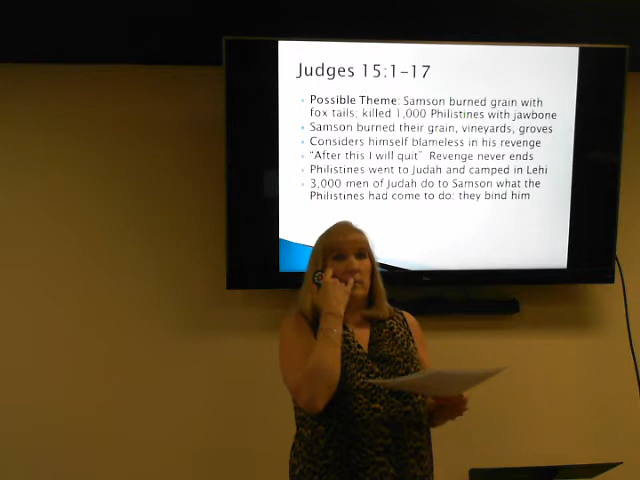 Judges 15:1-17
Possible Theme: Samson burned grain with
fox tails; killed 1,000 Philistines with jawbone
Samson burned their grain, vineyards, groves
Considers himself blameless in his revenge
"After this I will quit" Revenge never ends
Philistines went to Judah and camped in Lehi
3,000 men of Judah do to Samson what the
Philistines had come to do: they bind him